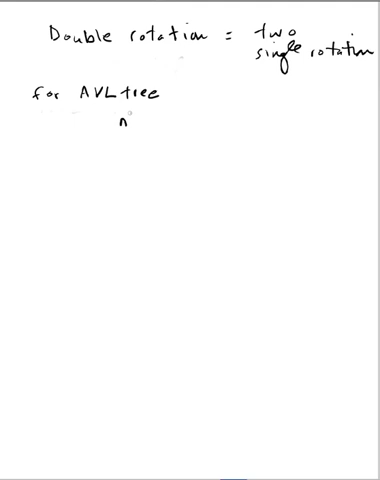 Double rotation = two
single rotation
for AVL tree
n